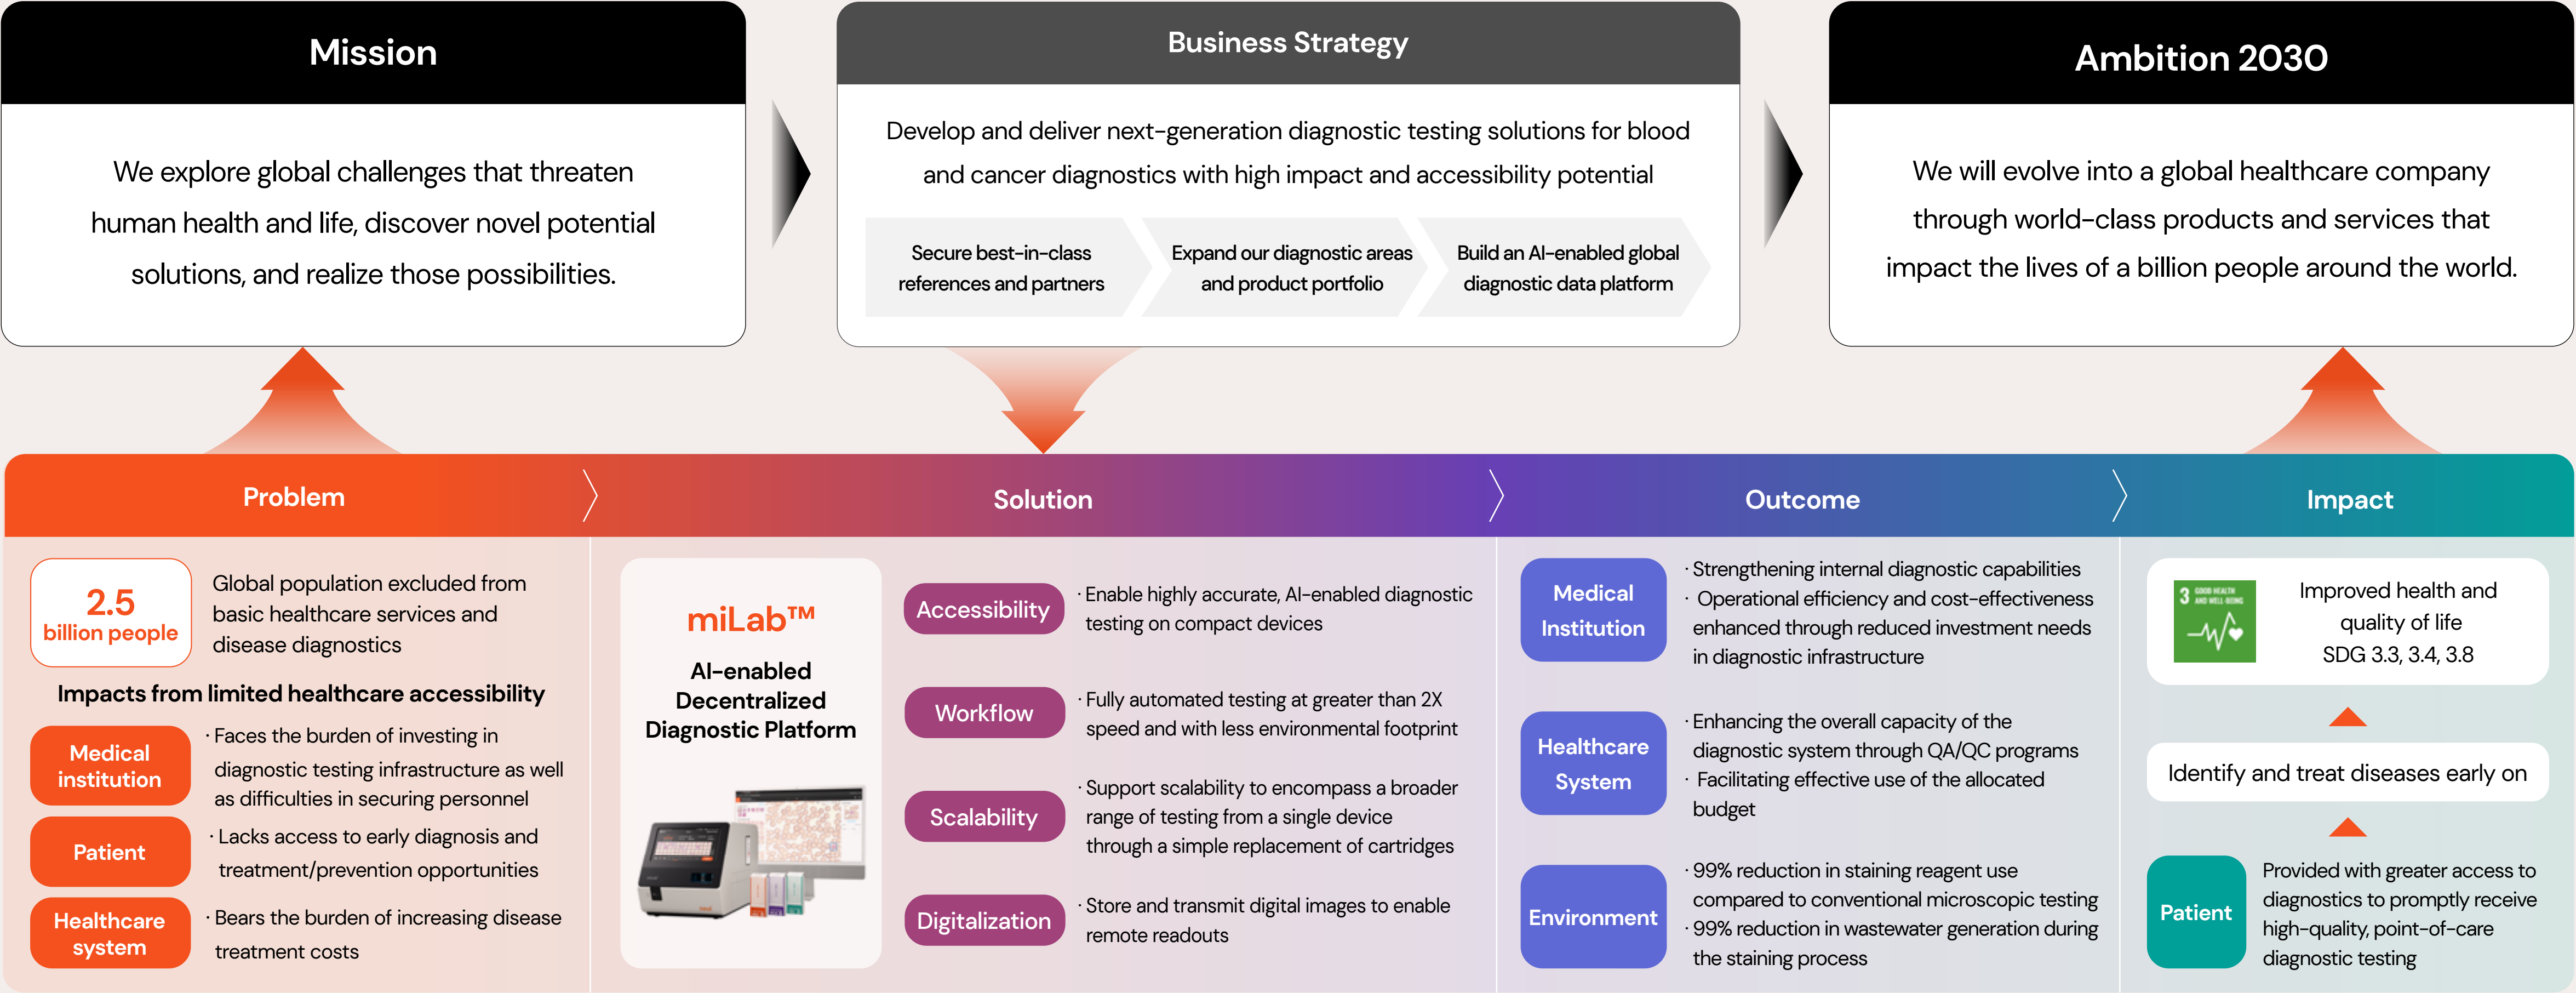 Mission
We explore global challenges that threaten
human health and life, discover novel potential
solutions, and realize those possibilities.
Business Strategy
Develop and deliver next-generation diagnostic testing solutions for blood
and cancer diagnostics with high impact and accessibility potential
Secure best-in-class
references and partners
Expand our diagnostic areas
and product portfolio
Build an AI-enabled global
diagnostic data platform
Ambition 2030
We will evolve into a global healthcare company
through world-class products and services that
impact the lives of a billion people around the world.
Problem
2.5
billion people
Global population excluded from
basic healthcare services and
disease diagnostics
Impacts from limited healthcare accessibility
Medical
institution
· Faces the burden of investing in
diagnostic testing infrastructure as well
as difficulties in securing personnel
Patient
· Lacks access to early diagnosis and
treatment/prevention opportunities
Healthcare
system
· Bears the burden of increasing disease
treatment costs
Solution
miLab™
AI-enabled
Decentralized
Diagnostic Platform
Accessibility
· Enable highly accurate, AI-enabled diagnostic
testing on compact devices
Workflow
· Fully automated testing at greater than 2X
speed and with less environmental footprint
Scalability
· Support scalability to encompass a broader
range of testing from a single device
through a simple replacement of cartridges
Digitalization
· Store and transmit digital images to enable
remote readouts
Outcome
Medical
Institution
· Strengthening internal diagnostic capabilities
· Operational efficiency and cost-effectiveness
enhanced through reduced investment needs
in diagnostic infrastructure
Healthcare
System
· Enhancing the overall capacity of the
diagnostic system through QA/QC programs
· Facilitating effective use of the allocated
budget
Environment
· 99% reduction in staining reagent use
compared to conventional microscopic testing
· 99% reduction in wastewater generation during
the staining process
Impact
3 GOOD HEALTH
AND WELL-BEING
Improved health and
quality of life
SDG 3.3, 3.4, 3.8
Identify and treat diseases early on
Patient
Provided with greater access to
diagnostics to promptly receive
high-quality, point-of-care
diagnostic testing